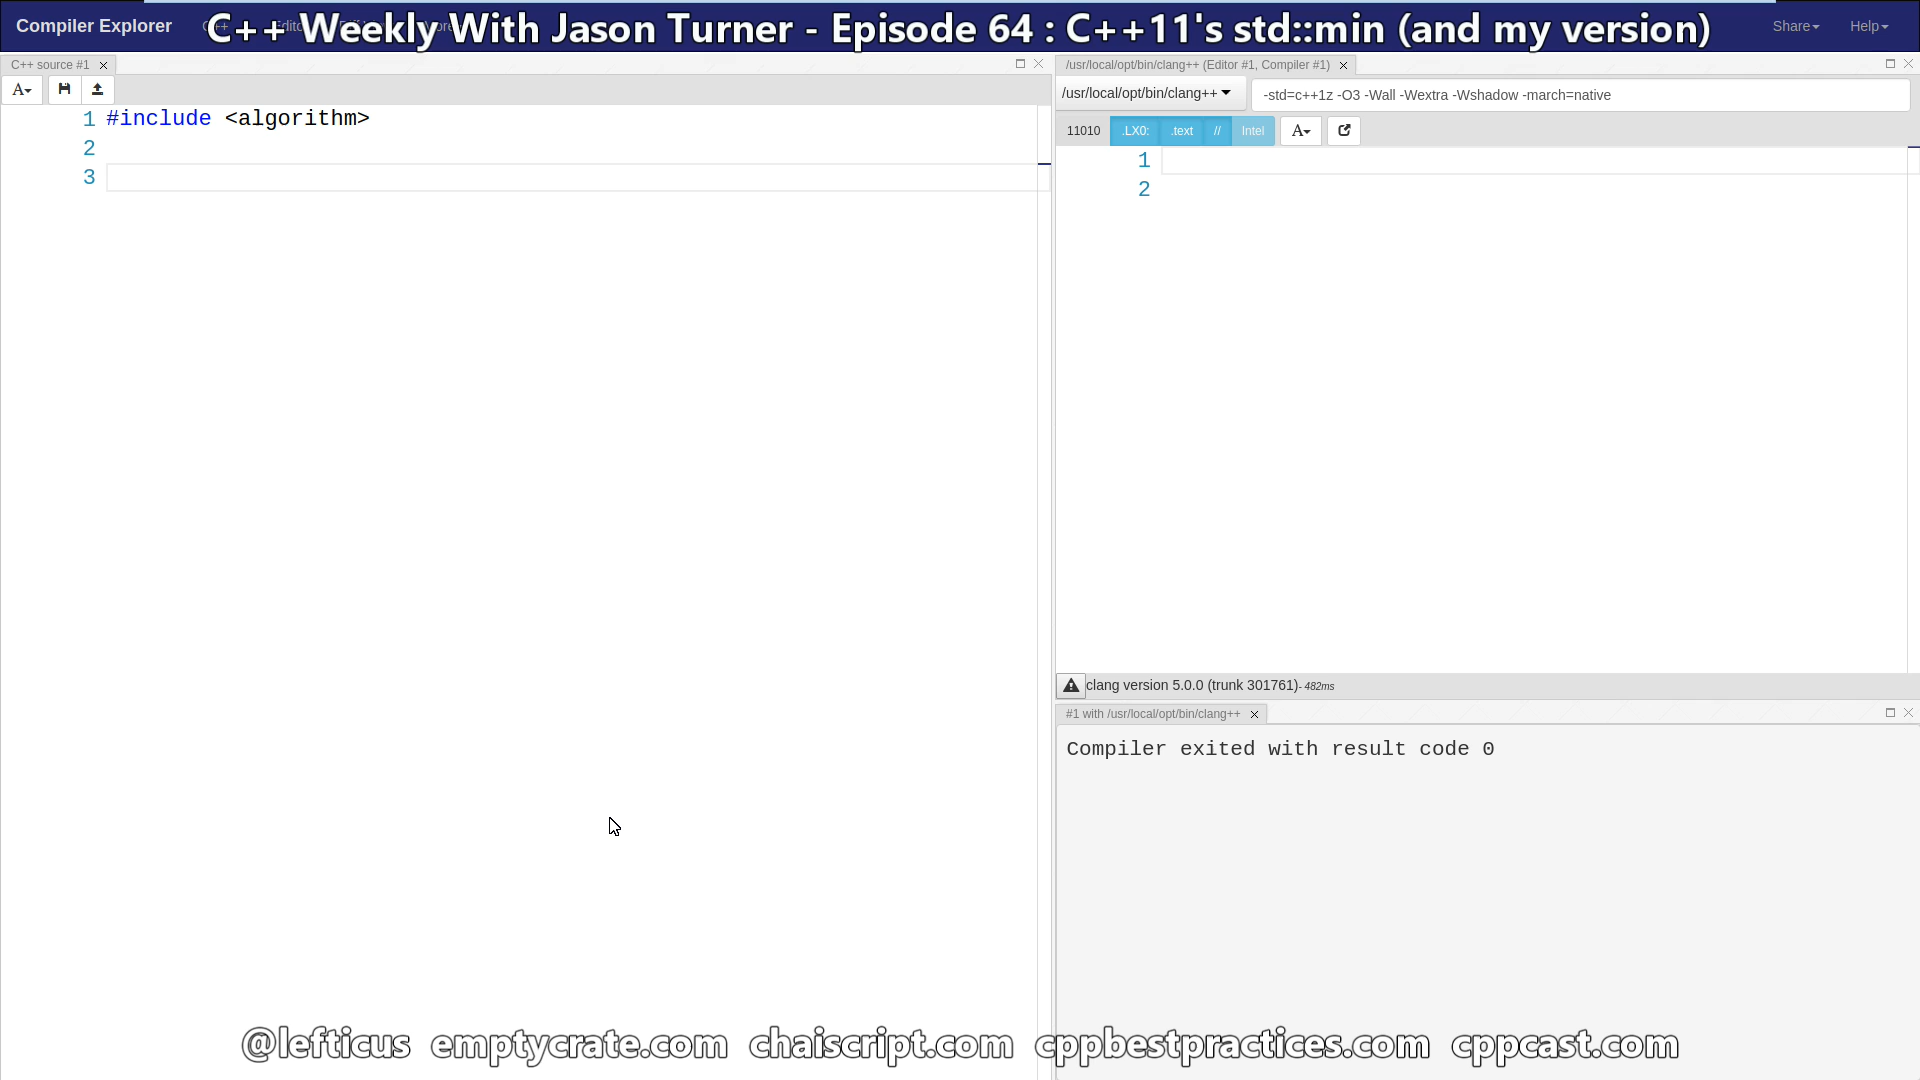 Compiler Explorer
C++ Weekly With Jason Turner - Episode 64 : C++11's std::min (and my version)
Share
Help
C++ source #1
A
1 #include <algorithm>
2
3
/usr/local/opt/bin/clang++ (Editor #1, Compiler #1)
/usr/local/opt/bin/clang++
-std=c++1z -O3 -Wall -Wextra -Wshadow -march=native
11010 .LX0: .text // Intel A
1
2
clang version 5.0.0 (trunk 301761)- 482ms
#1 with /usr/local/opt/bin/clang++
Compiler exited with result code 0
@lefticus emptycrate.com chaiscript.com cppbestpractices.com cppcast.com